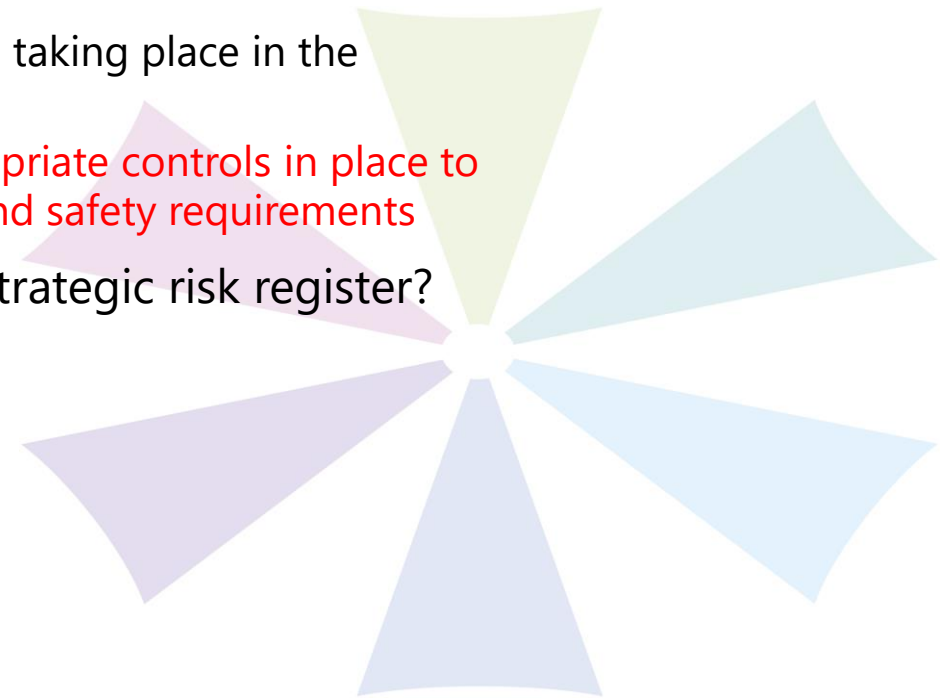 taking place in the
priate controls in place to
nd safety requirements
trategic risk register?